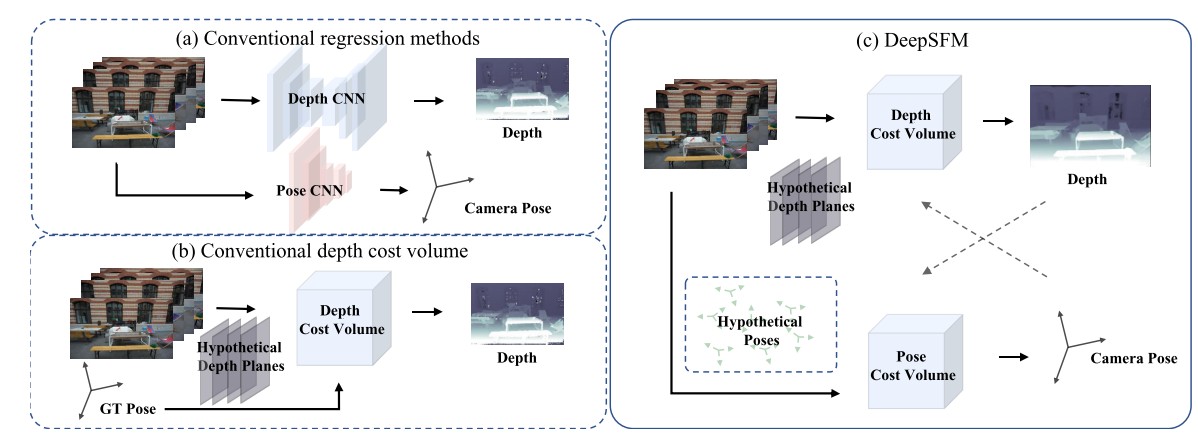 (a) Conventional regression methods
Depth CNN
Depth
Pose CNN
Camera Pose
(b) Conventional depth cost volume
Depth
Cost Volume
Hypothetical
Depth Planes
Depth
GT Pose
(c) DeepSFM
Depth
Cost Volume
Hypothetical
Depth Planes
Depth
Hypothetical
Poses
Pose
Cost Volume
Camera Pose